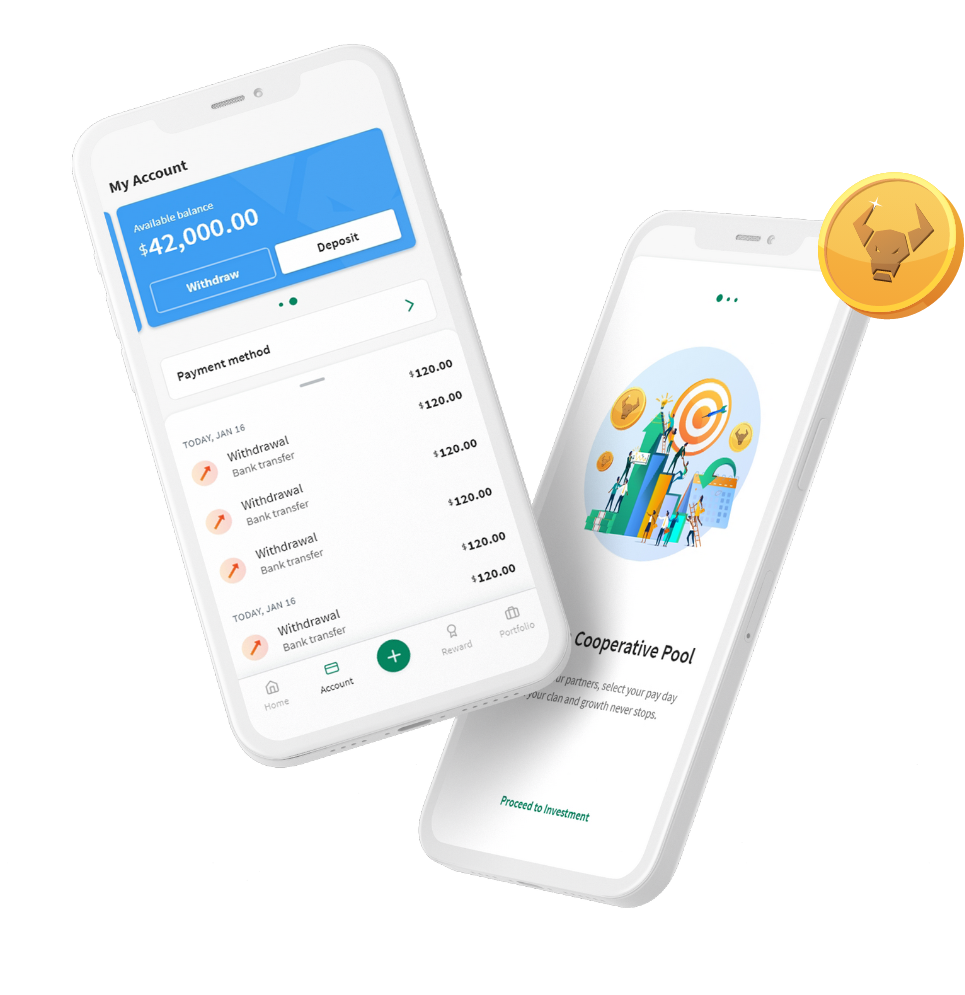 My Account
Available balance
$42,000.00
Withdraw
Deposit
Payment method
$120.00
TODAY, JAN 16
Withdrawal
Bank transfer
$120.00
Withdrawal
Bank transfer
$120.00
Withdrawal
Bank transfer
$120.00
TODAY, JAN 16
Withdrawal
Bank transfer
$120.00
$120.00
Home
Account
Reward
Portfolio
Cooperative Pool
partners, select your pay day
your clan and growth never stops.
Proceed to Investment